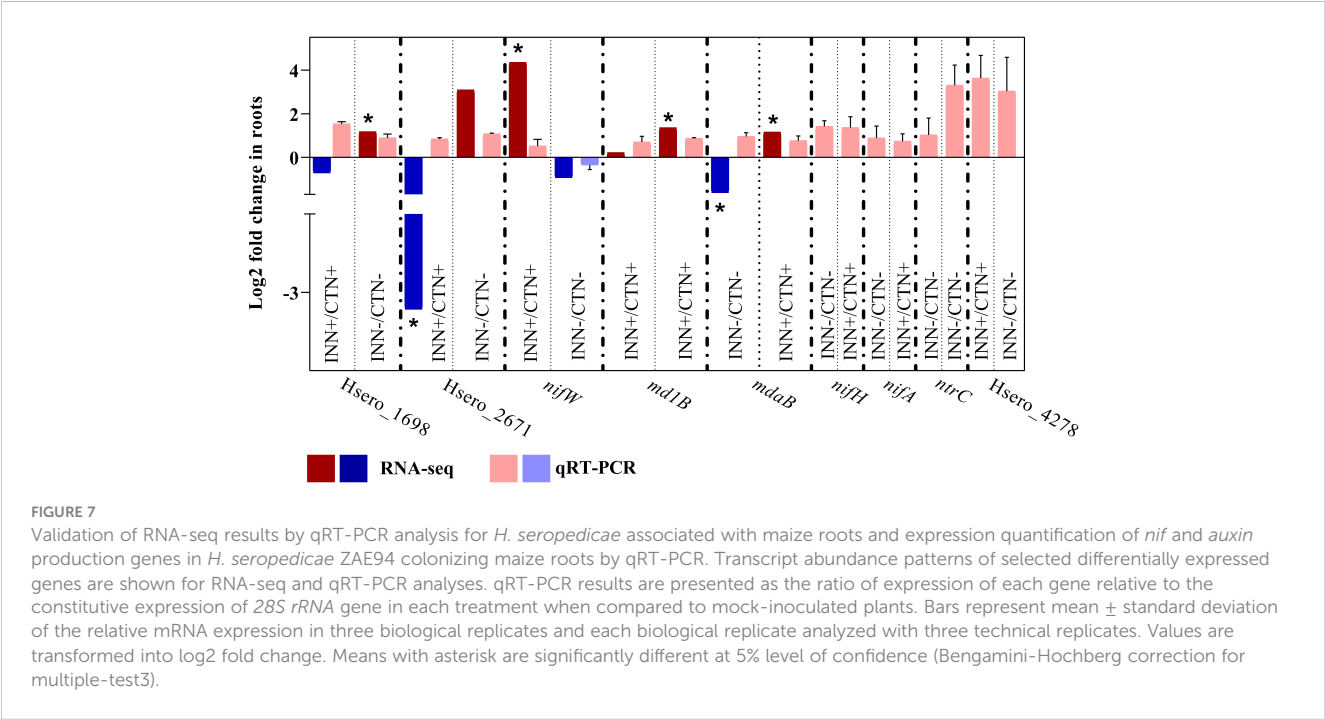 *
4
*
*
*
2
0
Log2 fold change in roots
*
-3
*
INN+/CTN+
INN-/CTN-
INN+/CTN+
INN-/CTN-
INN+/CTN+
INN-/CTN-
INN+/CTN+
INN+/CTN+
INN-/CTN-
INN+/CTN+
INN-/CTN-
INN+/CTN+
INN-/CTN-
INN+/CTN+
INN-/CTN-
INN-/CTN-
INN+/CTN+
INN-/CTN-
Hsero_1698
Hsero_2671
nifW
md1B
mdaB
nifH
nifA
ntrC
Hsero_4278
RNA-seq
qRT-PCR
FIGURE 7
Validation of RNA-seq results by qRT-PCR analysis for H. seropedicae associated with maize roots and expression quantification of nif and auxin
production genes in H. seropedicae ZAE94 colonizing maize roots by qRT-PCR. Transcript abundance patterns of selected differentially expressed
genes are shown for RNA-seq and qRT-PCR analyses. qRT-PCR results are presented as the ratio of expression of each gene relative to the
constitutive expression of 28S rRNA gene in each treatment when compared to mock-inoculated plants. Bars represent mean ± standard deviation
of the relative mRNA expression in three biological replicates and each biological replicate analyzed with three technical replicates. Values are
transformed into log2 fold change. Means with asterisk are significantly different at 5% level of confidence (Bengamini-Hochberg correction for
multiple-test3).